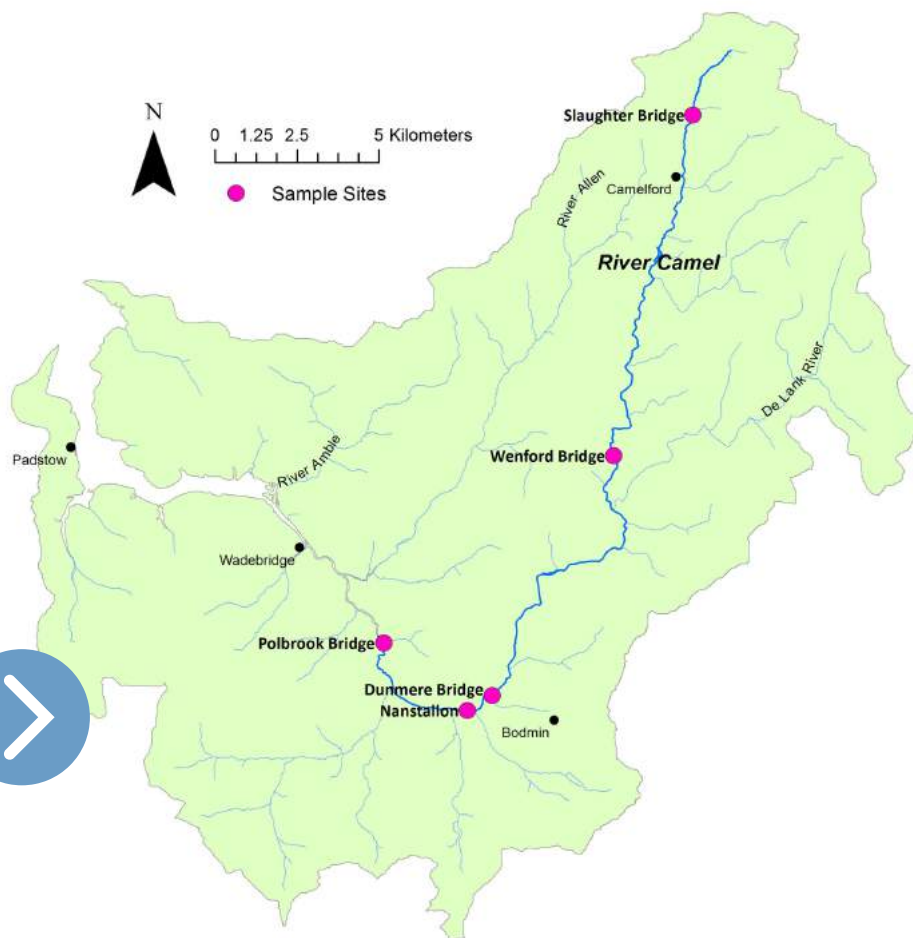 N
0 1.25 2.5 5 Kilometers
Sample Sites
Slaughter Bridge
River Allen
Camelford
River Camel
De Lank River
Padstow
River Amble
Wenford Bridge
Wadebridge
Polbrook Bridge
Dunmere Bridge
Nanstallon
Bodmin